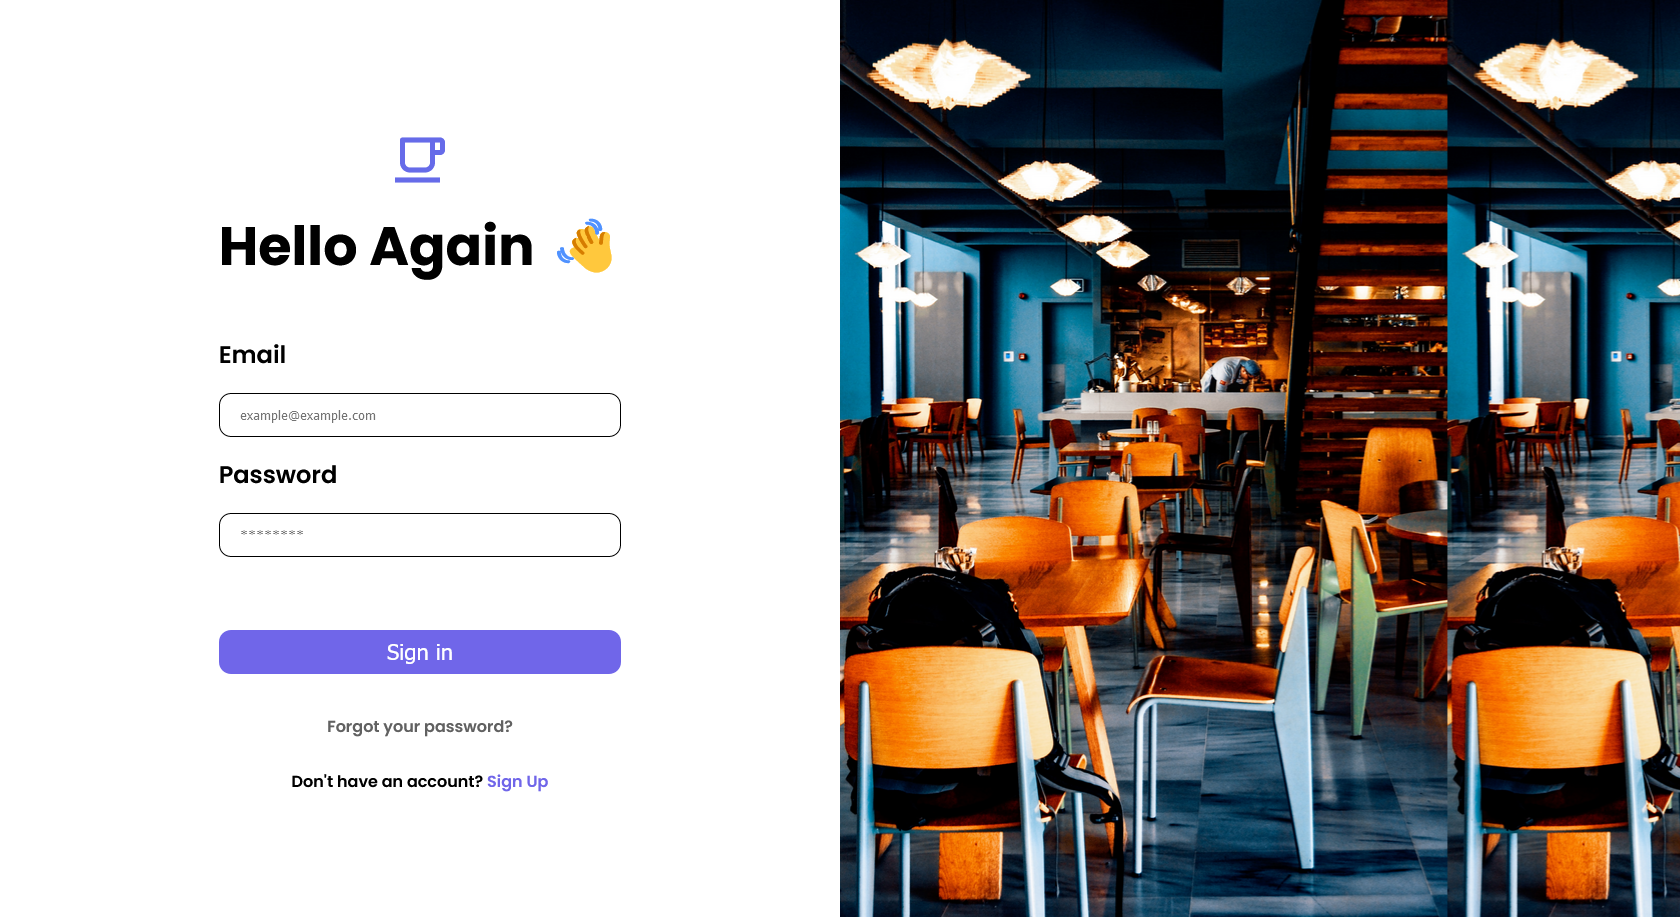 Hello Again 👋
Email
example@example.com
Password
********
Sign in
Forgot your password?
Don't have an account? Sign Up